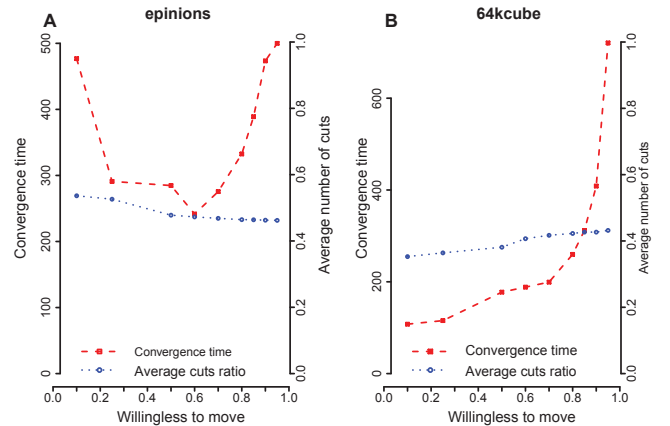 A
epinions
500
400
300
200
100
0
Convergence time
1.0
0.8
0.6
0.4
0.2
0.0
Average number of cuts
Convergence time
Average cuts ratio
0.0 0.2 0.4 0.6 0.8 1.0
Willingless to move
B
64kcube
600
400
200
0
Convergence time
1.0
0.8
0.6
0.4
0.2
0.0
Average number of cuts
Convergence time
Average cuts ratio
0.0 0.2 0.4 0.6 0.8 1.0
Willingless to move